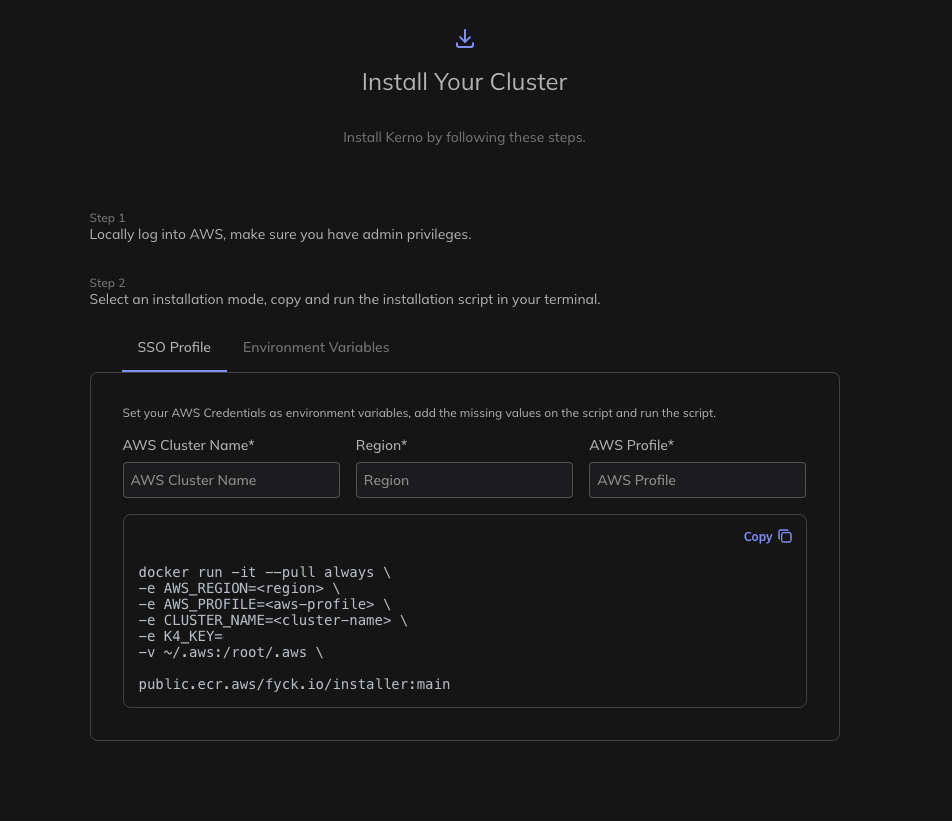 Install Your Cluster
Install Kerno by following these steps.
Step 1
Locally log into AWS, make sure you have admin privileges.
Step 2
Select an installation mode, copy and run the installation script in your terminal.
SSO Profile
Environment Variables
Set your AWS Credentials as environment variables, add the missing values on the script and run the script.
AWS Cluster Name*
Region*
AWS Profile*
AWS Cluster Name
Region
AWS Profile
Copy
docker run -it --pull always \
-e AWS_REGION=<region> \
-e AWS_PROFILE=<aws-profile> \
-e CLUSTER_NAME=<cluster-name> \
-e K4_KEY=
-v ~/.aws:/root/.aws \
public.ecr.aws/fyck.io/installer:main